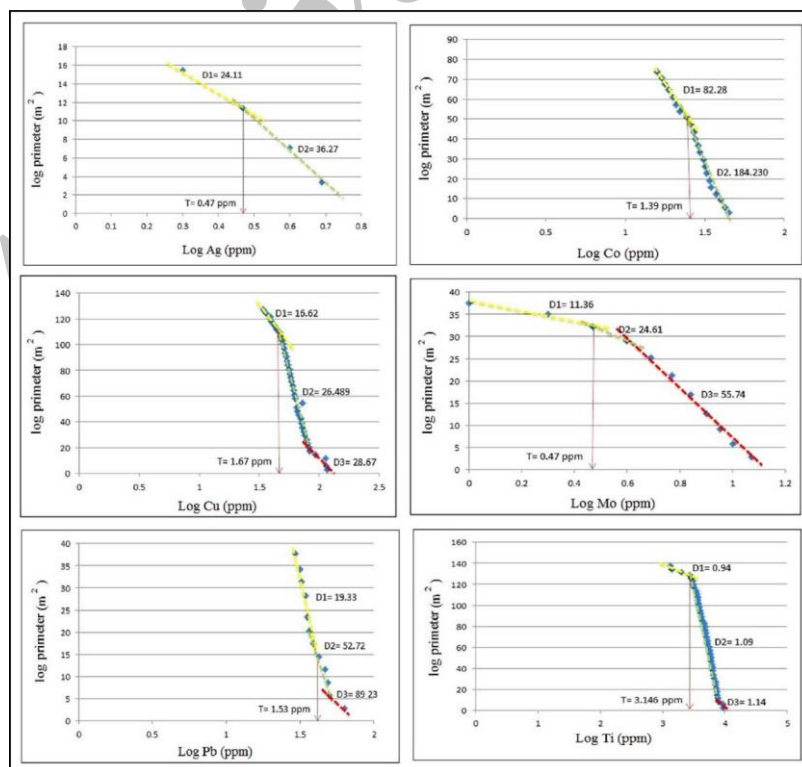 18
16
14
12
10
8
6
4
2
0
log primeter (m 2 )
D1= 24.11
D2= 36.27
T= 0.47 ppm
0 0.1 0.2 0.3 0.4 0.5 0.6 0.7 0.8
Log Ag (ppm)
90
80
70
60
50
40
30
20
10
0
log primeter (m 2 )
D1= 82.28
D2. 184.230
T= 1.39 ppm
0 0.5 1 1.5 2
Log Co (ppm)
140
120
100
80
60
40
20
0
log primeter (m 2 )
D1= 16.62
D2= 26.489
D3= 28.67
T= 1.67 ppm
0 0.5 1 1.5 2 2.5
Log Cu (ppm)
40
35
30
25
20
15
10
5
0
log primeter (m 2 )
D1= 11.36
D2= 24.61
D3= 55.74
T= 0.47 ppm
0 0.2 0.4 0.6 0.8 1 1.2
Log Mo (ppm)
40
35
30
25
20
15
10
5
0
log primeter (m 2 )
D1= 19.33
D2= 52.72
D3= 89 23
T= 1.53 ppm
0 0.5 1 1.5 2
Log Pb (ppm)
160
140
120
100
80
60
40
20
0
log primeter (m 2 )
D1= 0.94
D2= 1.09
D3= 1.14
T= 3.146 ppm
0 1 2 3 4 5
Log Ti (ppm)